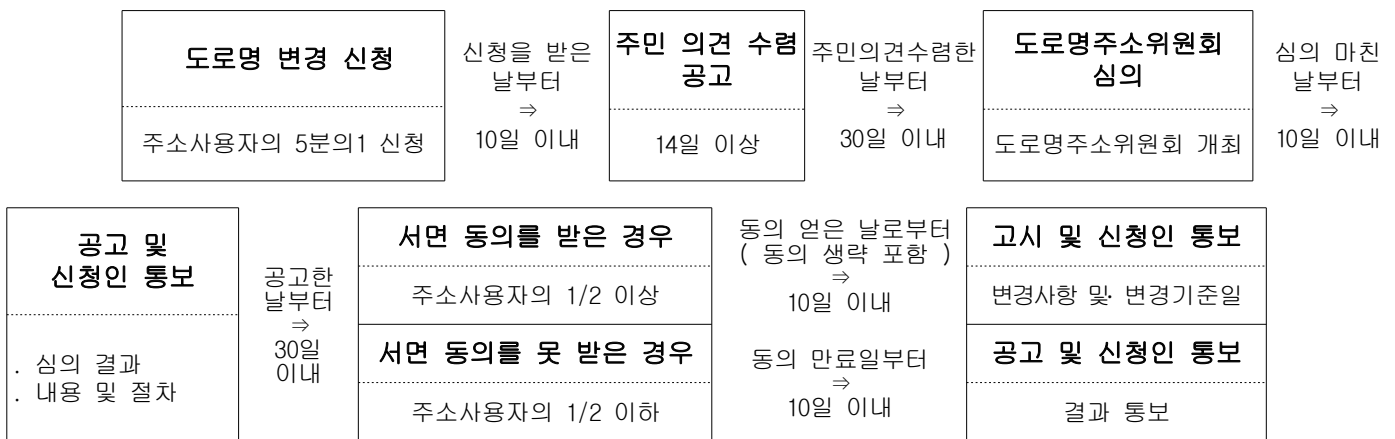 도로명 변경 신청
주소사용자의 5분의1 신청
신청을 받은
날부터
⇒
10일 이내
주민 의견 수렴
공고
14일 이상
주민의견수렴한
날부터
⇒
30일 이내
도로명주소위원회
심의
도로명주소위원회 개최
심의 마친
날부터
⇒
10일 이내
공고 및
신청인 통보
. 심의 결과
. 내용 및 절차
공고한
날부터
⇒
30일
이내
서면 동의를 받은 경우
주소사용자의 1/2 이상
동의 얻은 날로부터
( 동의 생략 포함 )
⇒
10일 이내
고시 및 신청인 통보
변경사항 및· 변경기준일
서면 동의를 못 받은 경우
주소사용자의 1/2 이하
동의 만료일부터
⇒
10일 이내
공고 및 신청인 통보
결과 통보